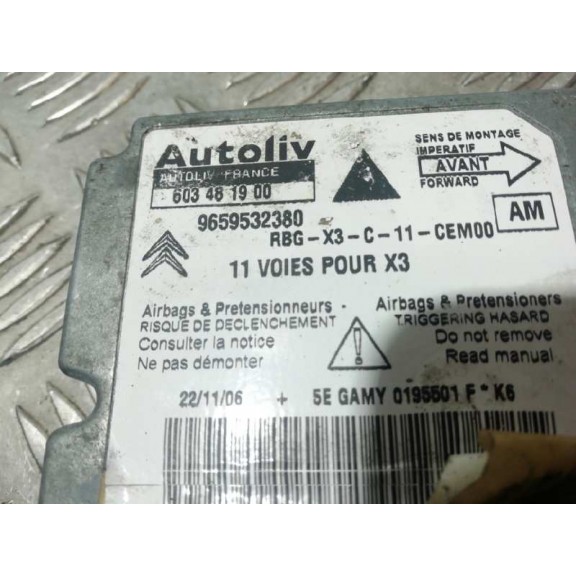 Autoliv
AUTOLIV FRANCE
603 48 19 00
SENS DE MONTAGE
IMPERATIF
AVANT
FORWARD
9659532380
RBG-X3-C-11-CEM00
AM
11 VOIES POUR X3
Airbags & Pretensionneurs -
RISQUE DE DECLENCHEMENT
Consulter la notice
Ne pas démonter
Airbags & Pretensioners
TRIGGERING HASARD
Do not remove
Read manual
22/11/06 + 5E GAMY 0195501 F " K6